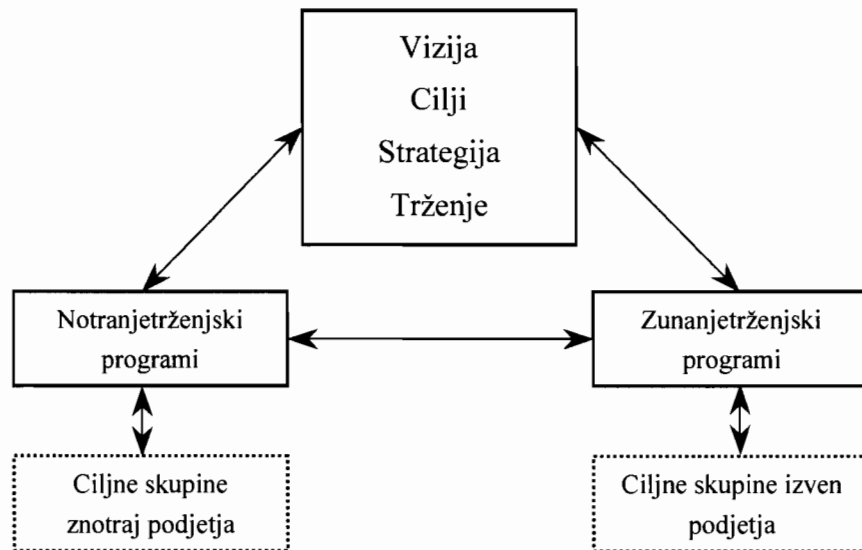 Vizija
Cilji
Strategija
Trženje
Notranjetrženjski
programi
Zunanjetrženjski
programi
Ciljne skupine
znotraj podjetja
Ciljne skupine izven
podjetja